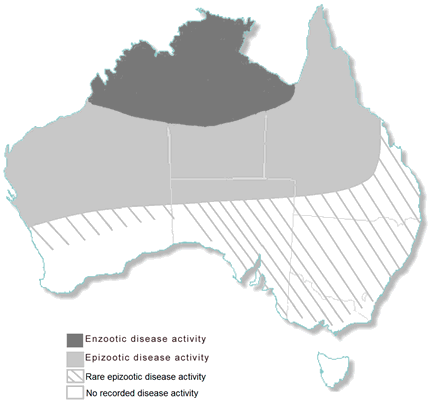 Enzootic disease activity
Epizootic disease activity
Rare epizootic disease activity
No recorded disease activity